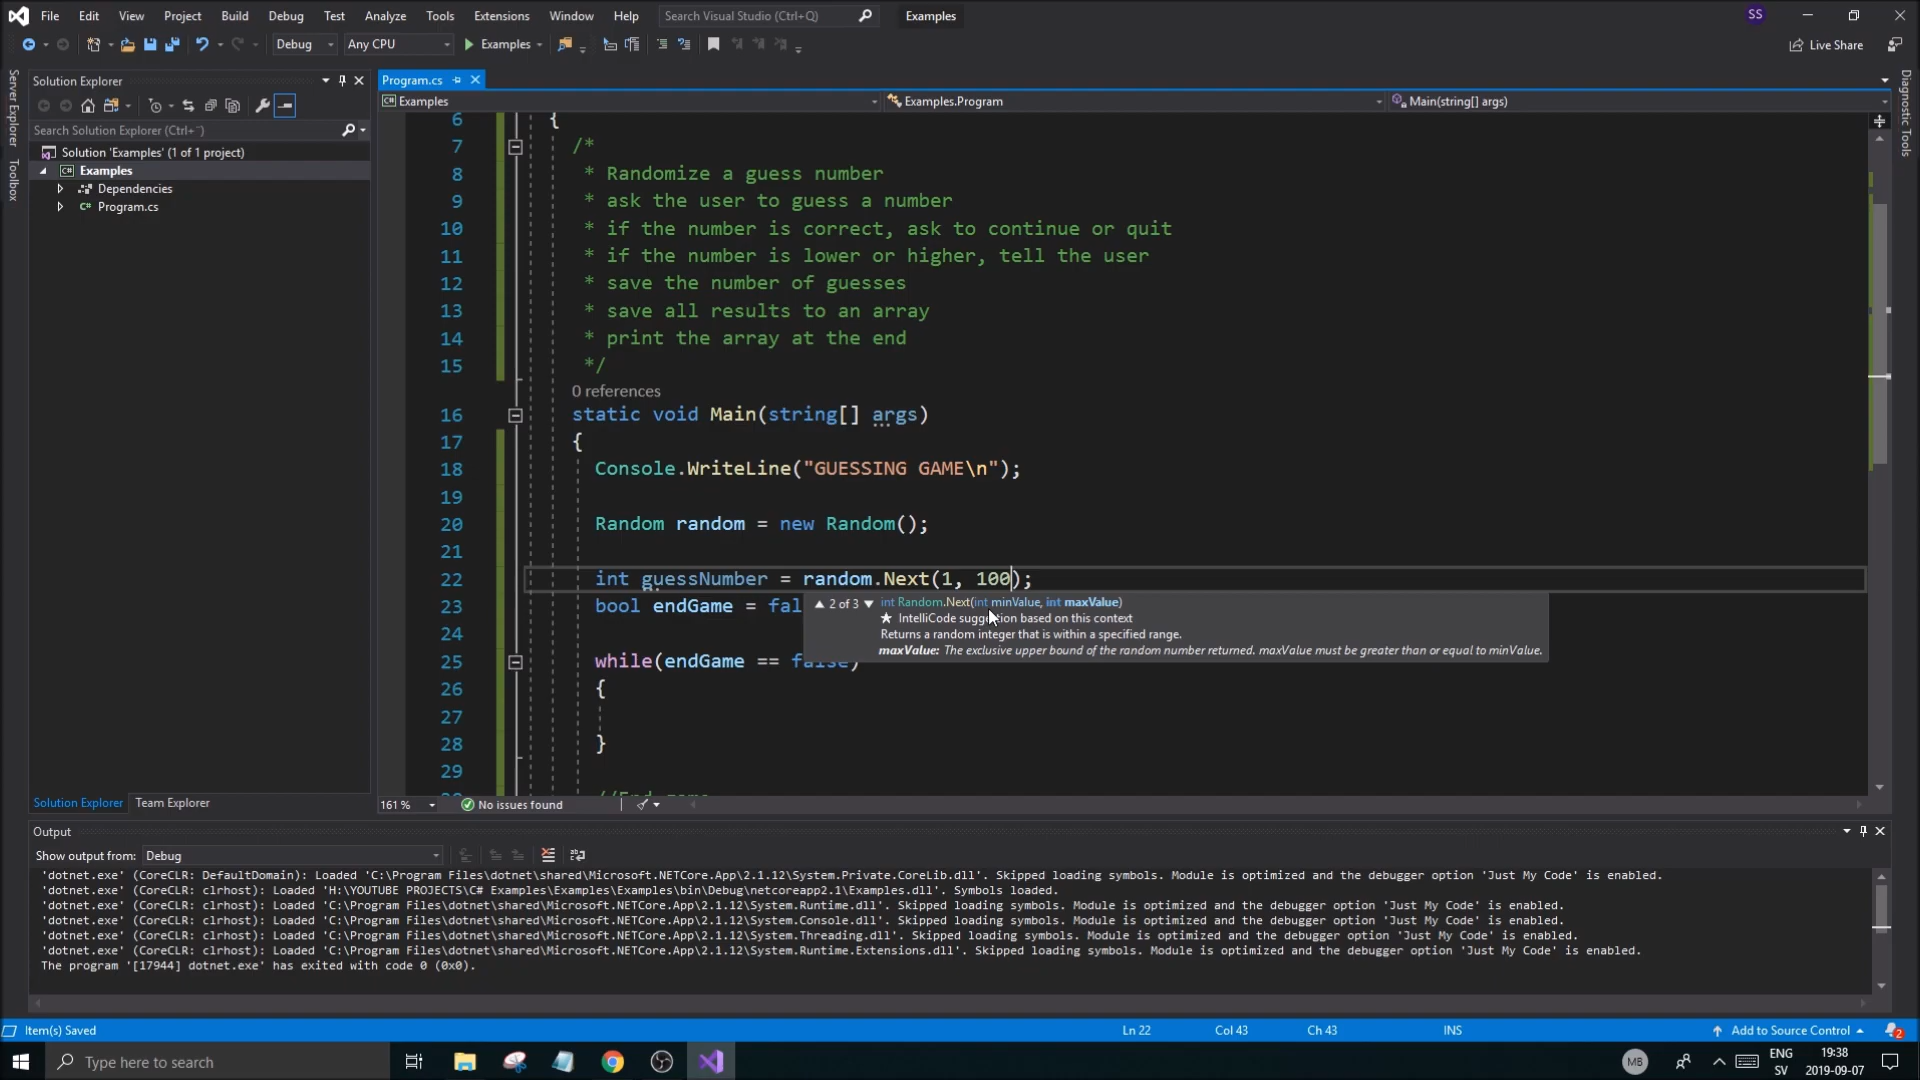 File Edit View Project Build Debug Test Analyze Tools Extensions Window Help Search Visual Studio (Ctrl+Q) Examples SS
Debug Any CPU Examples Live Share
Server Explorer
Toolbox
Solution Explorer
Search Solution Explorer (Ctrl+¨)
Solution 'Examples' (1 of 1 project)
Examples
Dependencies
C# Program.cs
Solution Explorer Team Explorer
Program.cs
C# Examples Examples.Program Main(string[] args)
Diagnostic Tools
6 {
7 /*
8 * Randomize a guess number
9 * ask the user to guess a number
10 * if the number is correct, ask to continue or quit
11 * if the number is lower or higher, tell the user
12 * save the number of guesses
13 * save all results to an array
14 * print the array at the end
15 */
0 references
16 static void Main(string[] args)
17 {
18 Console.WriteLine("GUESSING GAME\n");
19
20 Random random = new Random();
21
22 int guessNumber = random.Next(1, 100);
23 bool endGame = fal
▲ 2 of 3 ▼ int Random.Next(int minValue, int maxValue)
★ IntelliCode suggestion based on this context
Returns a random integer that is within a specified range.
maxValue: The exclusive upper bound of the random number returned. maxValue must be greater than or equal to minValue.
24
25 while(endGame == false)
26 {
27
28 }
29
161 % No issues found
Output
Show output from: Debug
'dotnet.exe' (CoreCLR: DefaultDomain): Loaded 'C:\Program Files\dotnet\shared\Microsoft.NETCore.App\2.1.12\System.Private.CoreLib.dll'. Skipped loading symbols. Module is optimized and the debugger option 'Just My Code' is enabled.
'dotnet.exe' (CoreCLR: clrhost): Loaded 'H:\YOUTUBE PROJECTS\C# Examples\Examples\Examples\bin\Debug\netcoreapp2.1\Examples.dll'. Symbols loaded.
'dotnet.exe' (CoreCLR: clrhost): Loaded 'C:\Program Files\dotnet\shared\Microsoft.NETCore.App\2.1.12\System.Runtime.dll'. Skipped loading symbols. Module is optimized and the debugger option 'Just My Code' is enabled.
'dotnet.exe' (CoreCLR: clrhost): Loaded 'C:\Program Files\dotnet\shared\Microsoft.NETCore.App\2.1.12\System.Console.dll'. Skipped loading symbols. Module is optimized and the debugger option 'Just My Code' is enabled.
'dotnet.exe' (CoreCLR: clrhost): Loaded 'C:\Program Files\dotnet\shared\Microsoft.NETCore.App\2.1.12\System.Threading.dll'. Skipped loading symbols. Module is optimized and the debugger option 'Just My Code' is enabled.
'dotnet.exe' (CoreCLR: clrhost): Loaded 'C:\Program Files\dotnet\shared\Microsoft.NETCore.App\2.1.12\System.Runtime.Extensions.dll'. Skipped loading symbols. Module is optimized and the debugger option 'Just My Code' is enabled.
The program '[17944] dotnet.exe' has exited with code 0 (0x0).
Item(s) Saved Ln 22 Col 43 Ch 43 INS Add to Source Control 2
Type here to search MB ENG 19:38
SV 2019-09-07